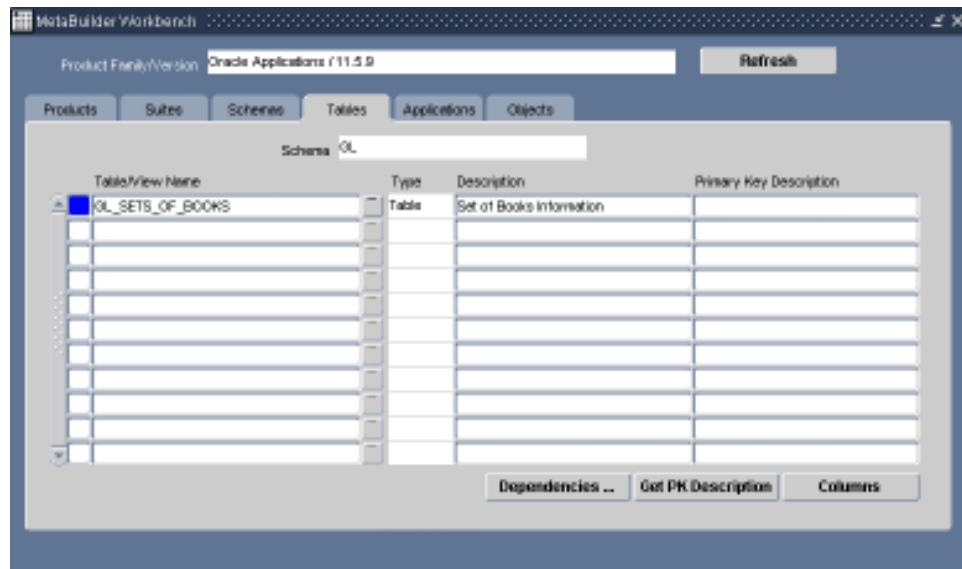 MetaBuilder Workbench
Product Family/Version Oracle Applications / 11.5.9 Refresh
Products Suites Schemas Tables Applications Objects
Schema GL
Table/View Name Type Description Primary Key Description
GL_SETS_OF_BOOKS Table Set of Books Information
Dependencies ... Get PK Description Columns